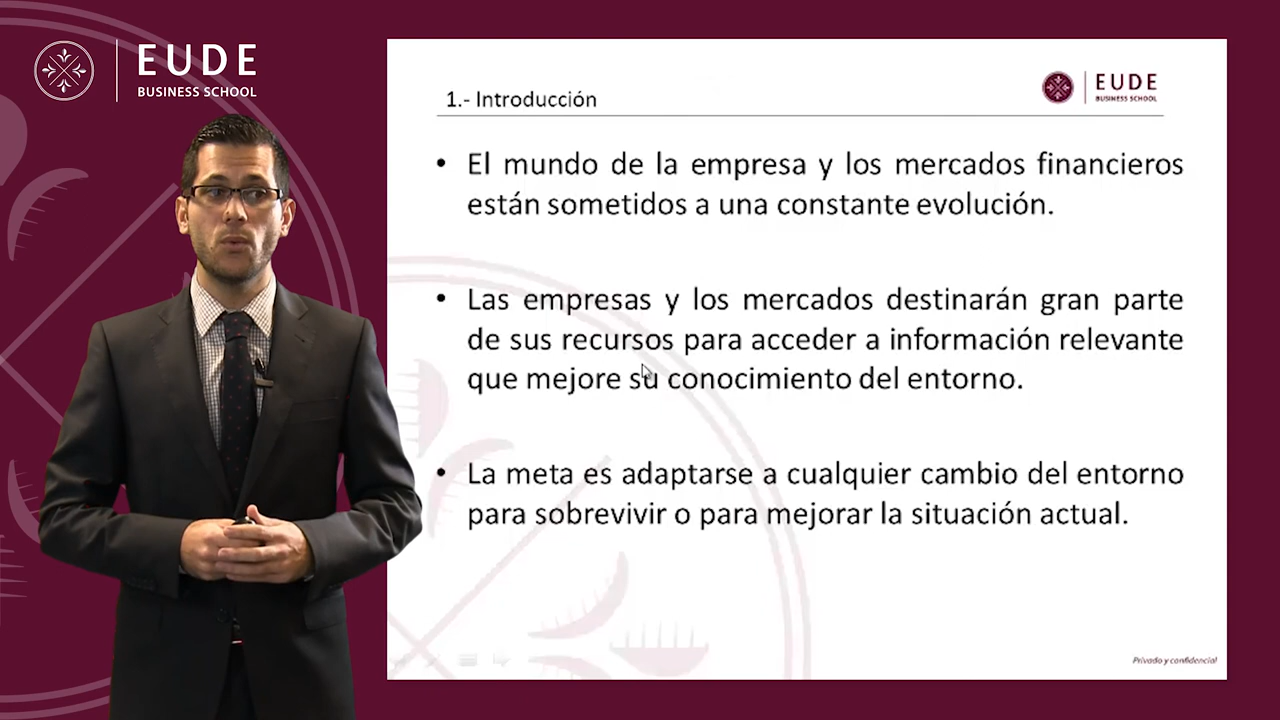 EUDE
BUSINESS SCHOOL
1.- Introducción
EUDE
BUSINESS SCHOOL
• El mundo de la empresa y los mercados financieros
están sometidos a una constante evolución.
• Las empresas y los mercados destinarán gran parte
de sus recursos para acceder a información relevante
que mejore su conocimiento del entorno.
• La meta es adaptarse a cualquier cambio del entorno
para sobrevivir o para mejorar la situación actual.
Privado y confidencial